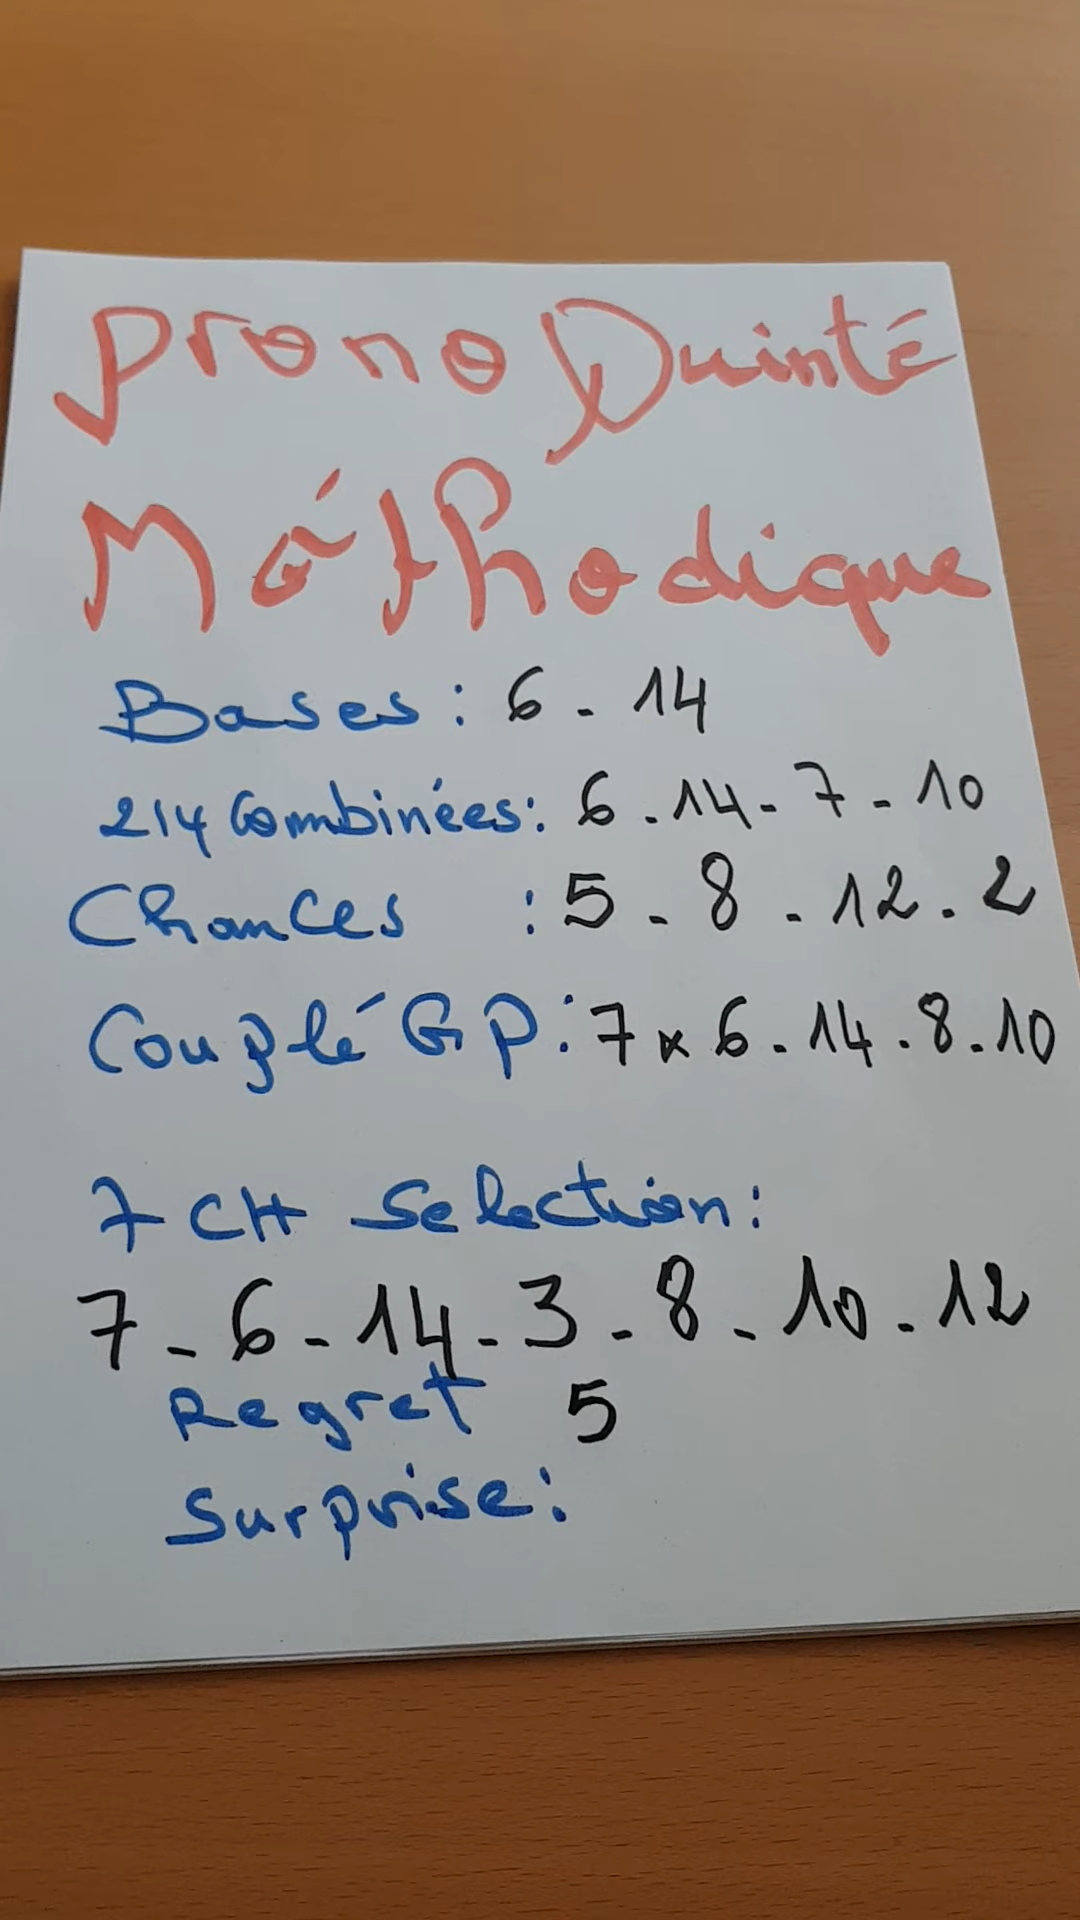 Prono Quinté
Máthodique
Bases : 6 - 14
2/4 Combinées : 6 . 14 - 7 - 10
Chances : 5 - 8 - 12 . 2
Couplé GP : 7 x 6 . 14 . 8 . 10
7 CH Selection :
7 - 6 - 14 - 3 - 8 - 10 . 12
Regret 5
Surprise :